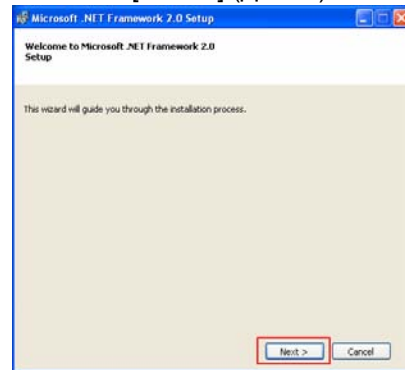 Microsoft .NET Framework 2.0 Setup
Welcome to Microsoft .NET Framework 2.0
Setup
This wizard will guide you through the installation process.
Next >
Cancel